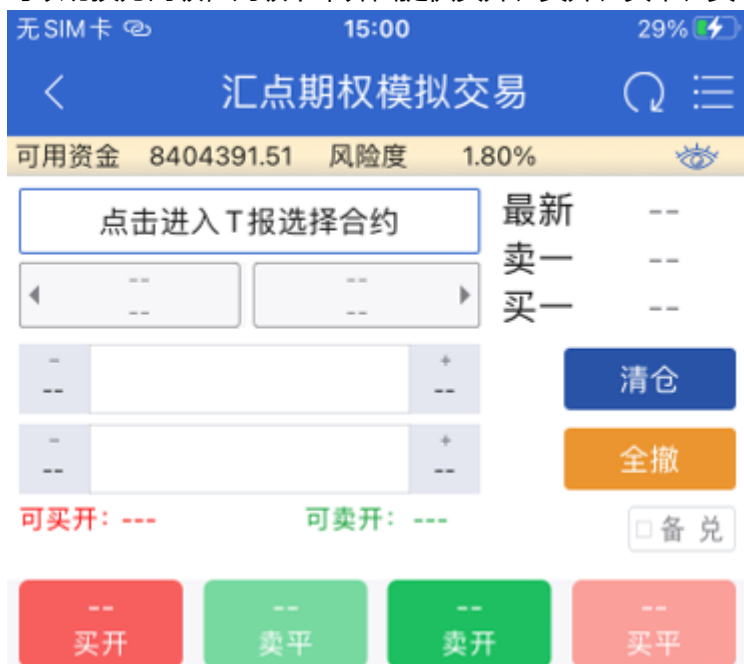 无SIM卡 15:00 29%
汇点期权模拟交易
可用资金 8404391.51 风险度 1.80%
点击进入T报选择合约
最新 --
卖一 --
买一 --
-- --
-- --
- +
-- --
清仓
- +
-- --
全撤
可买开：--- 可卖开：---
备 兑
-- -- -- --
买开 卖平 卖开 买平